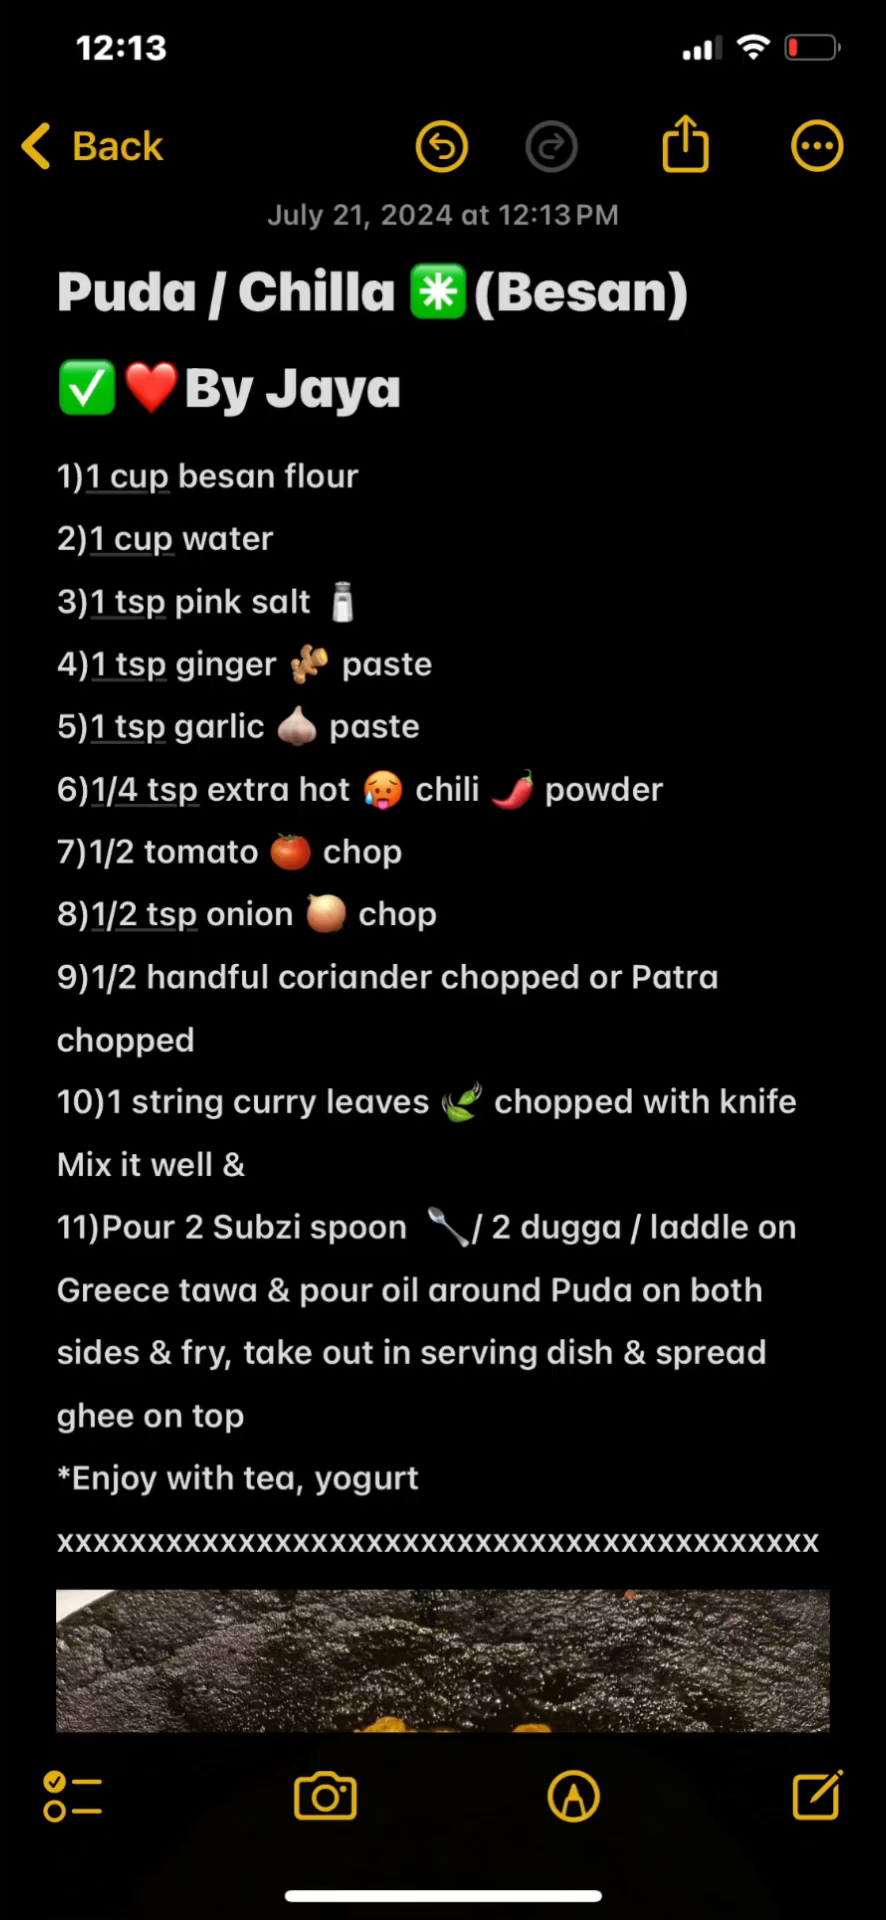 12:13
Back
July 21, 2024 at 12:13 PM
Puda / Chilla ✳️(Besan)
✅❤️By Jaya
1)1 cup besan flour
2)1 cup water
3)1 tsp pink salt 🧂
4)1 tsp ginger 🫚 paste
5)1 tsp garlic 🧄 paste
6)1/4 tsp extra hot 🥵 chili 🌶️ powder
7)1/2 tomato 🍅 chop
8)1/2 tsp onion 🧅 chop
9)1/2 handful coriander chopped or Patra
chopped
10)1 string curry leaves 🌿 chopped with knife
Mix it well &
11)Pour 2 Subzi spoon 🥄/ 2 dugga / laddle on
Greece tawa & pour oil around Puda on both
sides & fry, take out in serving dish & spread
ghee on top
*Enjoy with tea, yogurt
xxxxxxxxxxxxxxxxxxxxxxxxxxxxxxxxxxxxxxxxxx